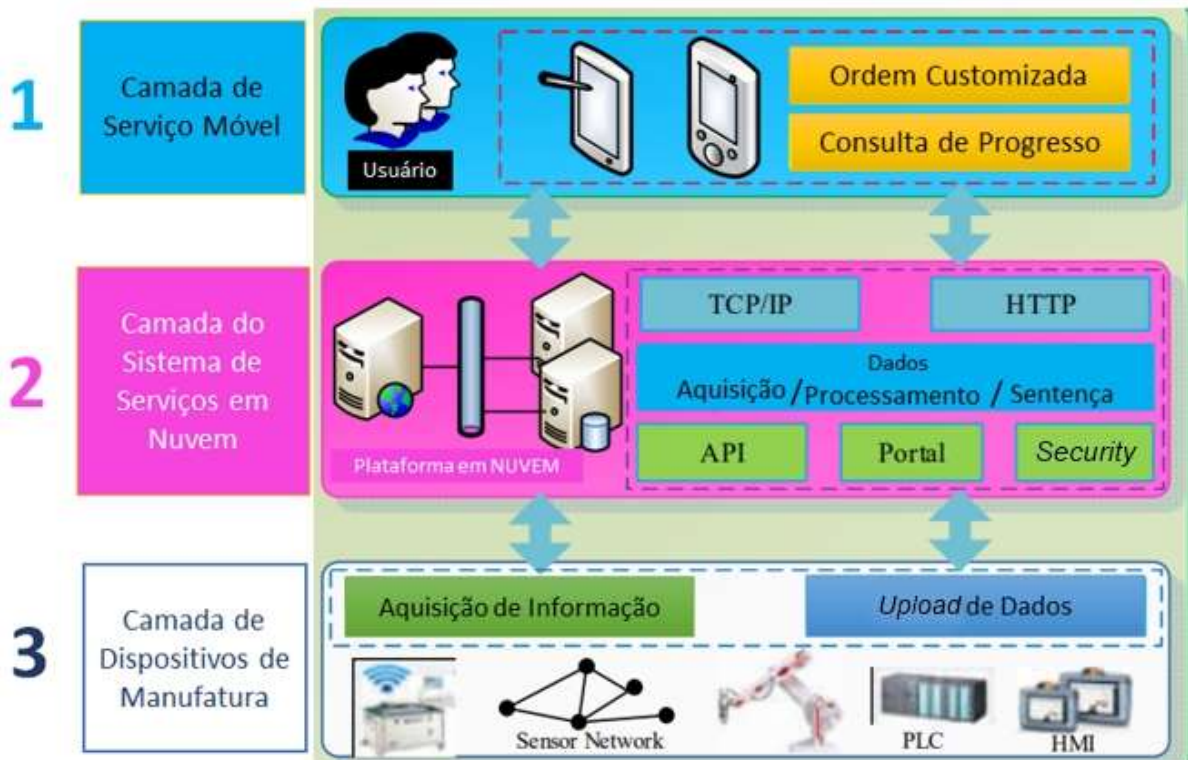 1
Camada de
Serviço Móvel
Usuário
Ordem Customizada
Consulta de Progresso
2
Camada do
Sistema de
Serviços em
Nuvem
Plataforma em NUVEM
TCP/IP
HTTP
Dados
Aquisição / Processamento / Sentença
API
Portal
Security
3
Camada de
Dispositivos de
Manufatura
Aquisição de Informação
Upload de Dados
Sensor Network
PLC
HMI